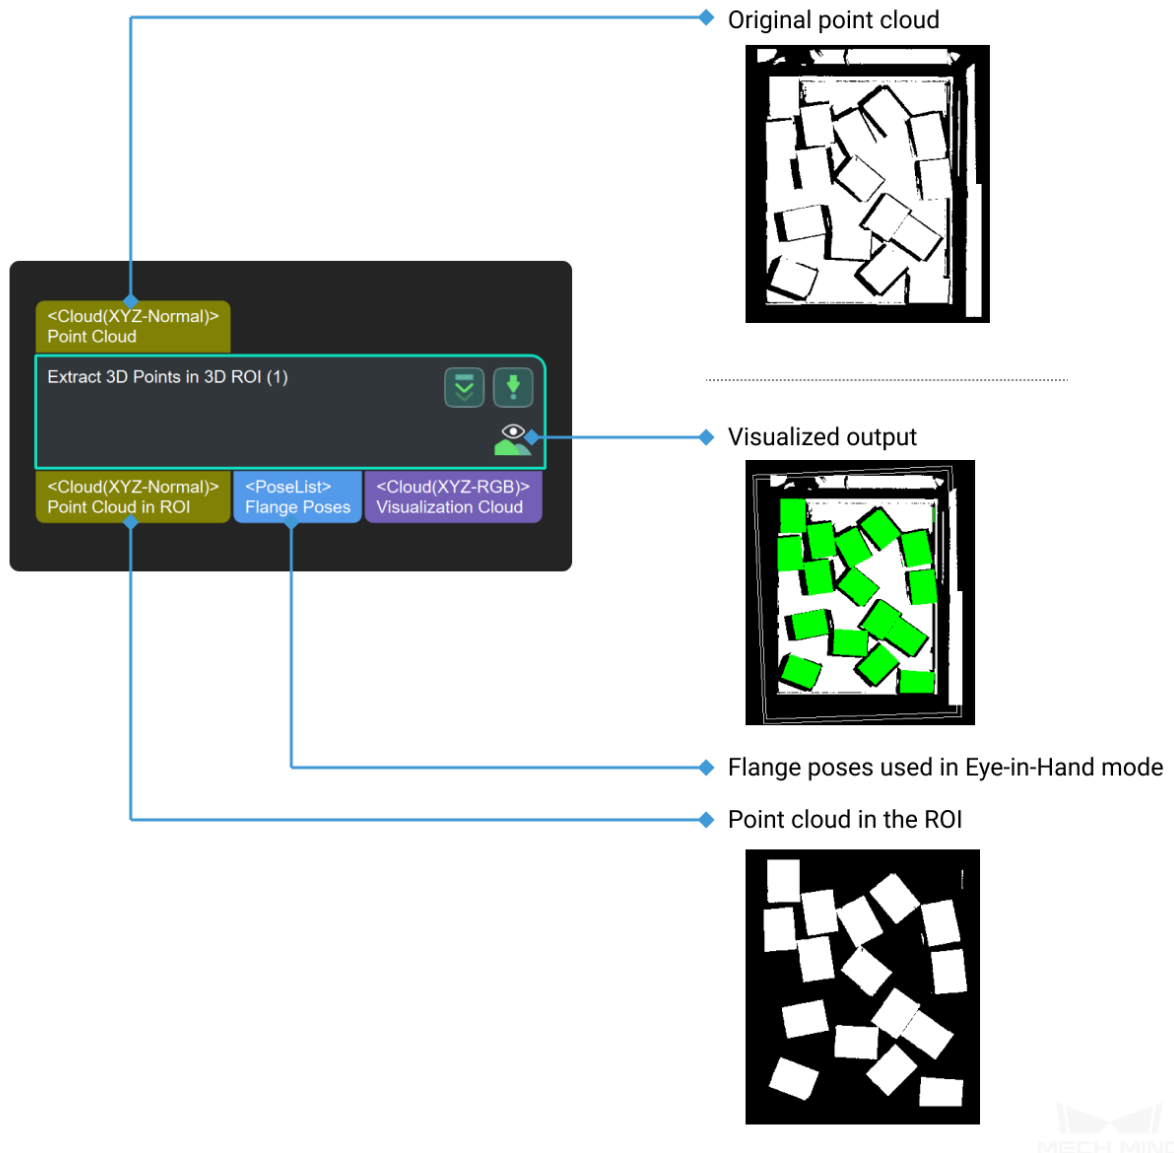 Original point cloud
<Cloud(XYZ-Normal)>
Point Cloud
Extract 3D Points in 3D ROI (1)
Visualized output
<Cloud(XYZ-Normal)>
Point Cloud in ROI
<PoseList>
Flange Poses
<Cloud(XYZ-RGB)>
Visualization Cloud
Flange poses used in Eye-in-Hand mode
Point cloud in the ROI
MECH MIND